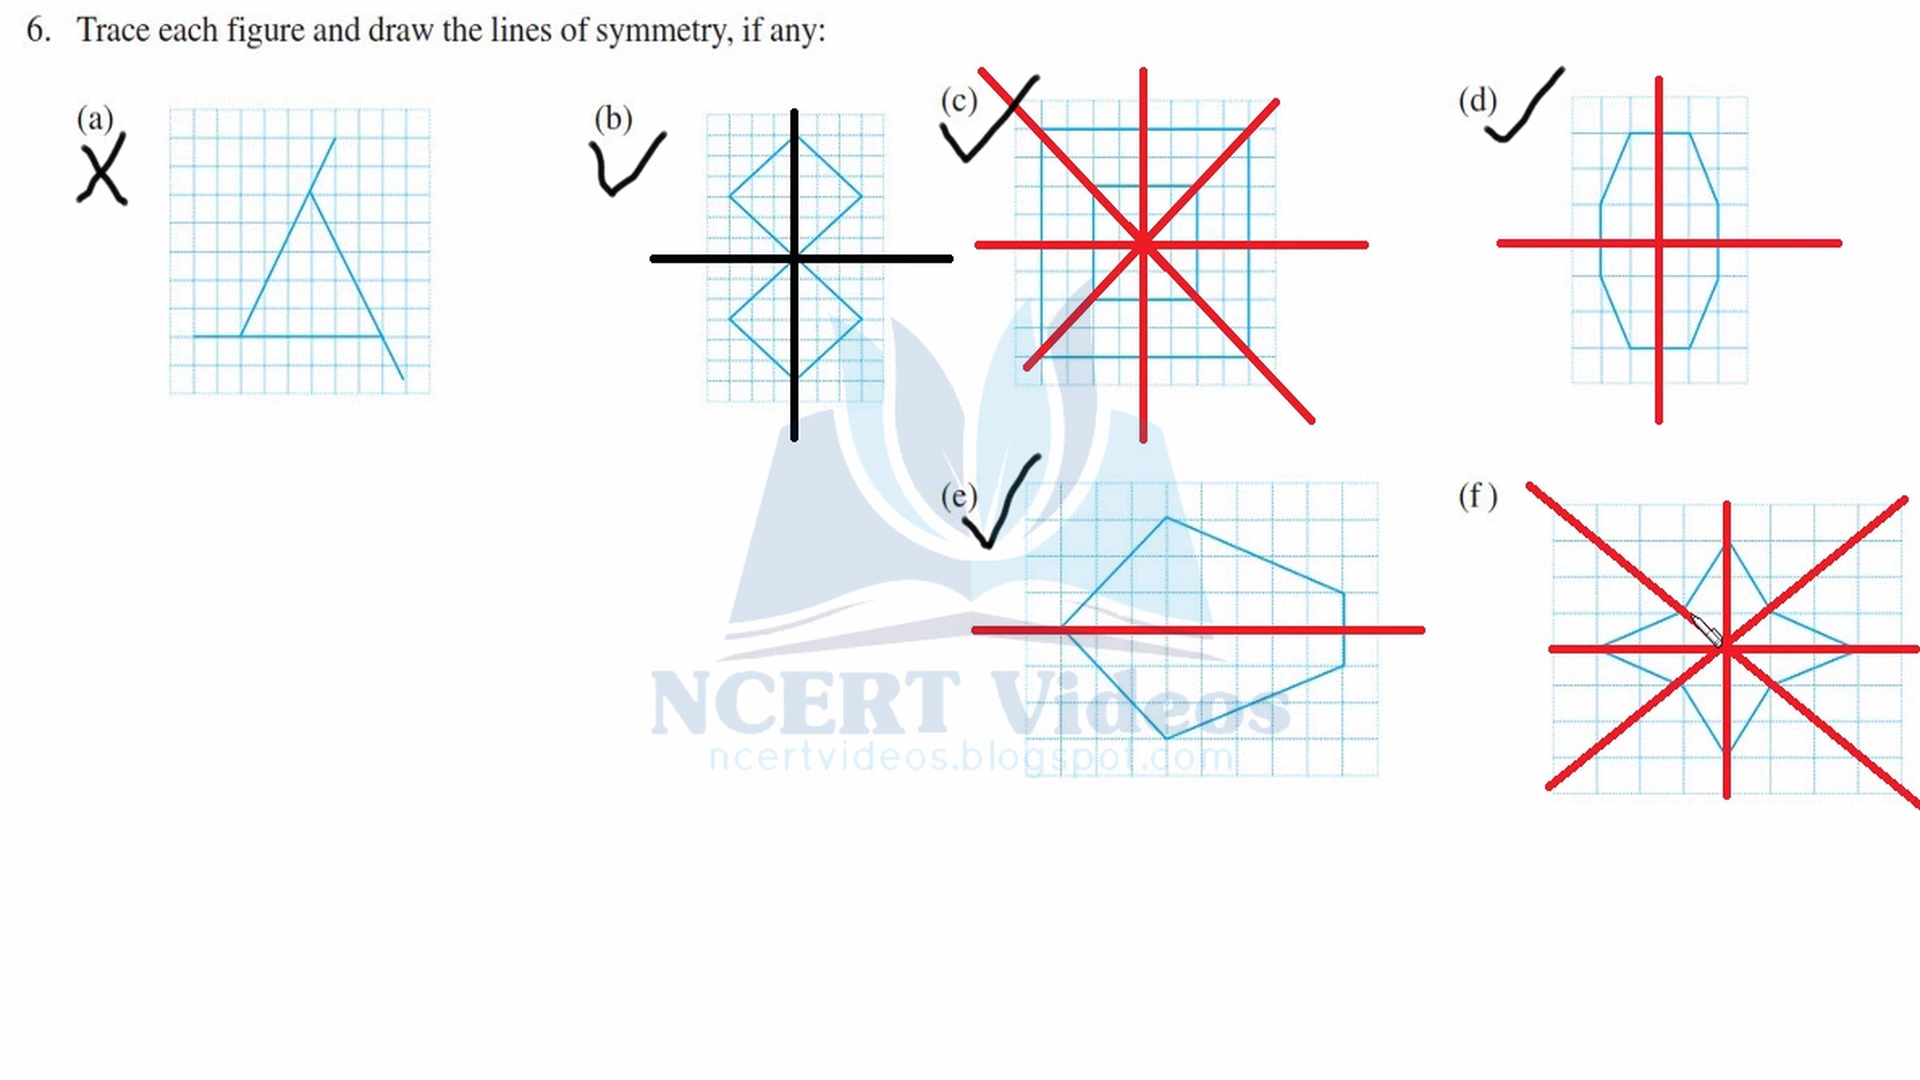 6. Trace each figure and draw the lines of symmetry, if any:
(a)
(b)
(c)
(d)
(e)
(f)
NCERT Videos
ncertvideos.blogspot.com